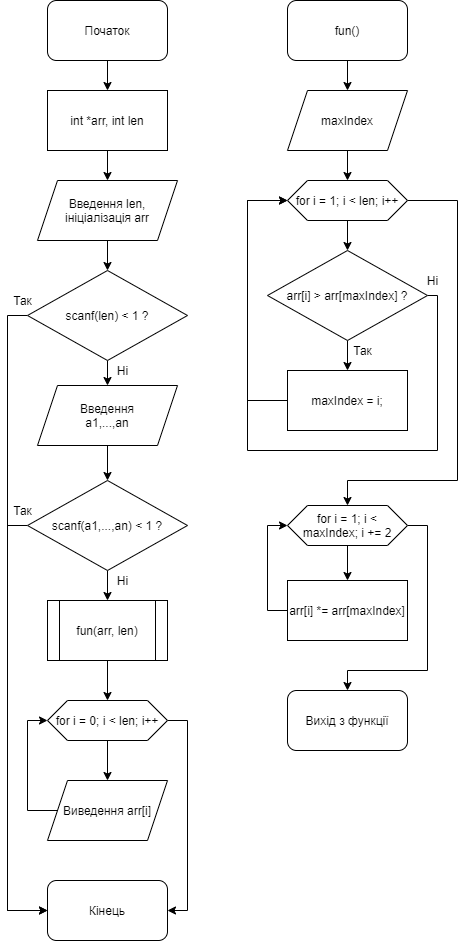 Початок
int *arr, int len
Введення len,
ініціалізація arr
Так
scanf(len) < 1 ?
Ні
Введення
a1,...,an
Так
scanf(a1,...,an) < 1 ?
Ні
fun(arr, len)
for i = 0; i < len; i++
Виведення arr[i]
Кінець
fun()
maxIndex
for i = 1; i < len; i++
Ні
arr[i] > arr[maxIndex] ?
Так
maxIndex = i;
for i = 1; i <
maxIndex; i += 2
arr[i] *= arr[maxIndex]
Вихід з функції